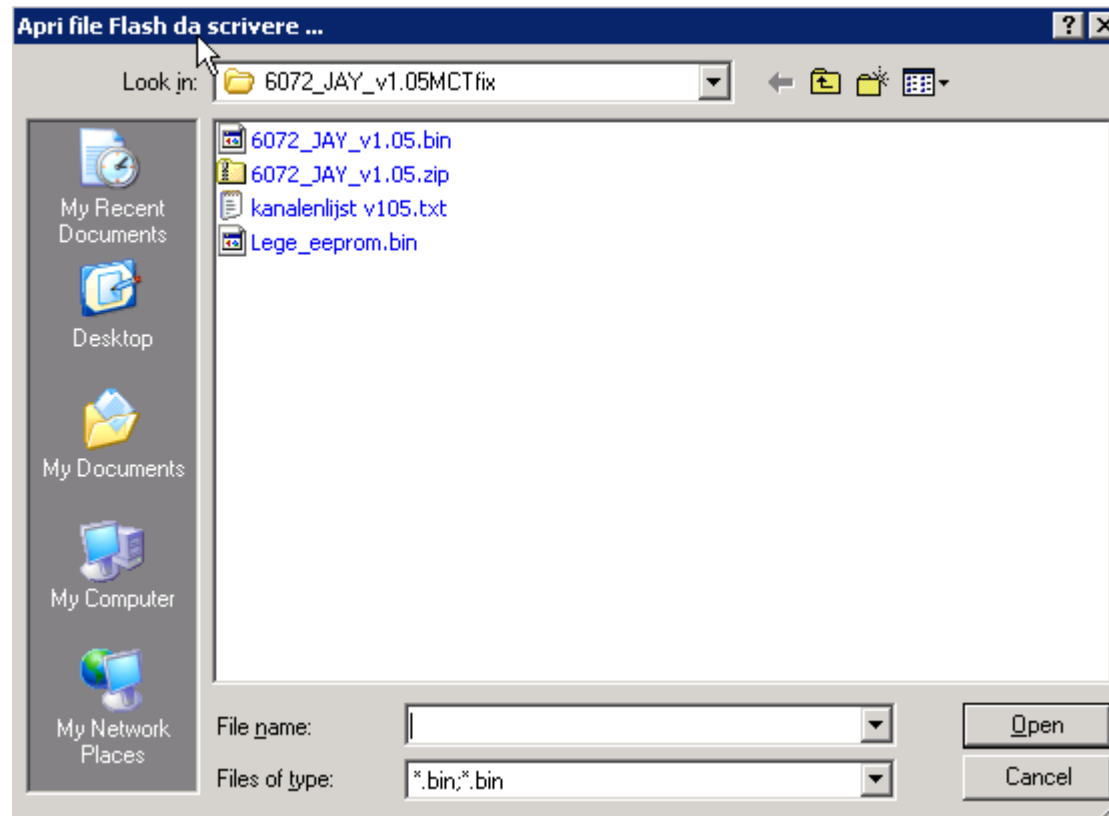 Apri file Flash da scrivere ...
Look in: 6072_JAY_v1.05MCTfix
6072_JAY_v1.05.bin
6072_JAY_v1.05.zip
kanalenlijst v105.txt
Lege_eeprom.bin
My Recent
Documents
Desktop
My Documents
My Computer
My Network
Places
File name:
Open
Files of type: *.bin;*.bin
Cancel